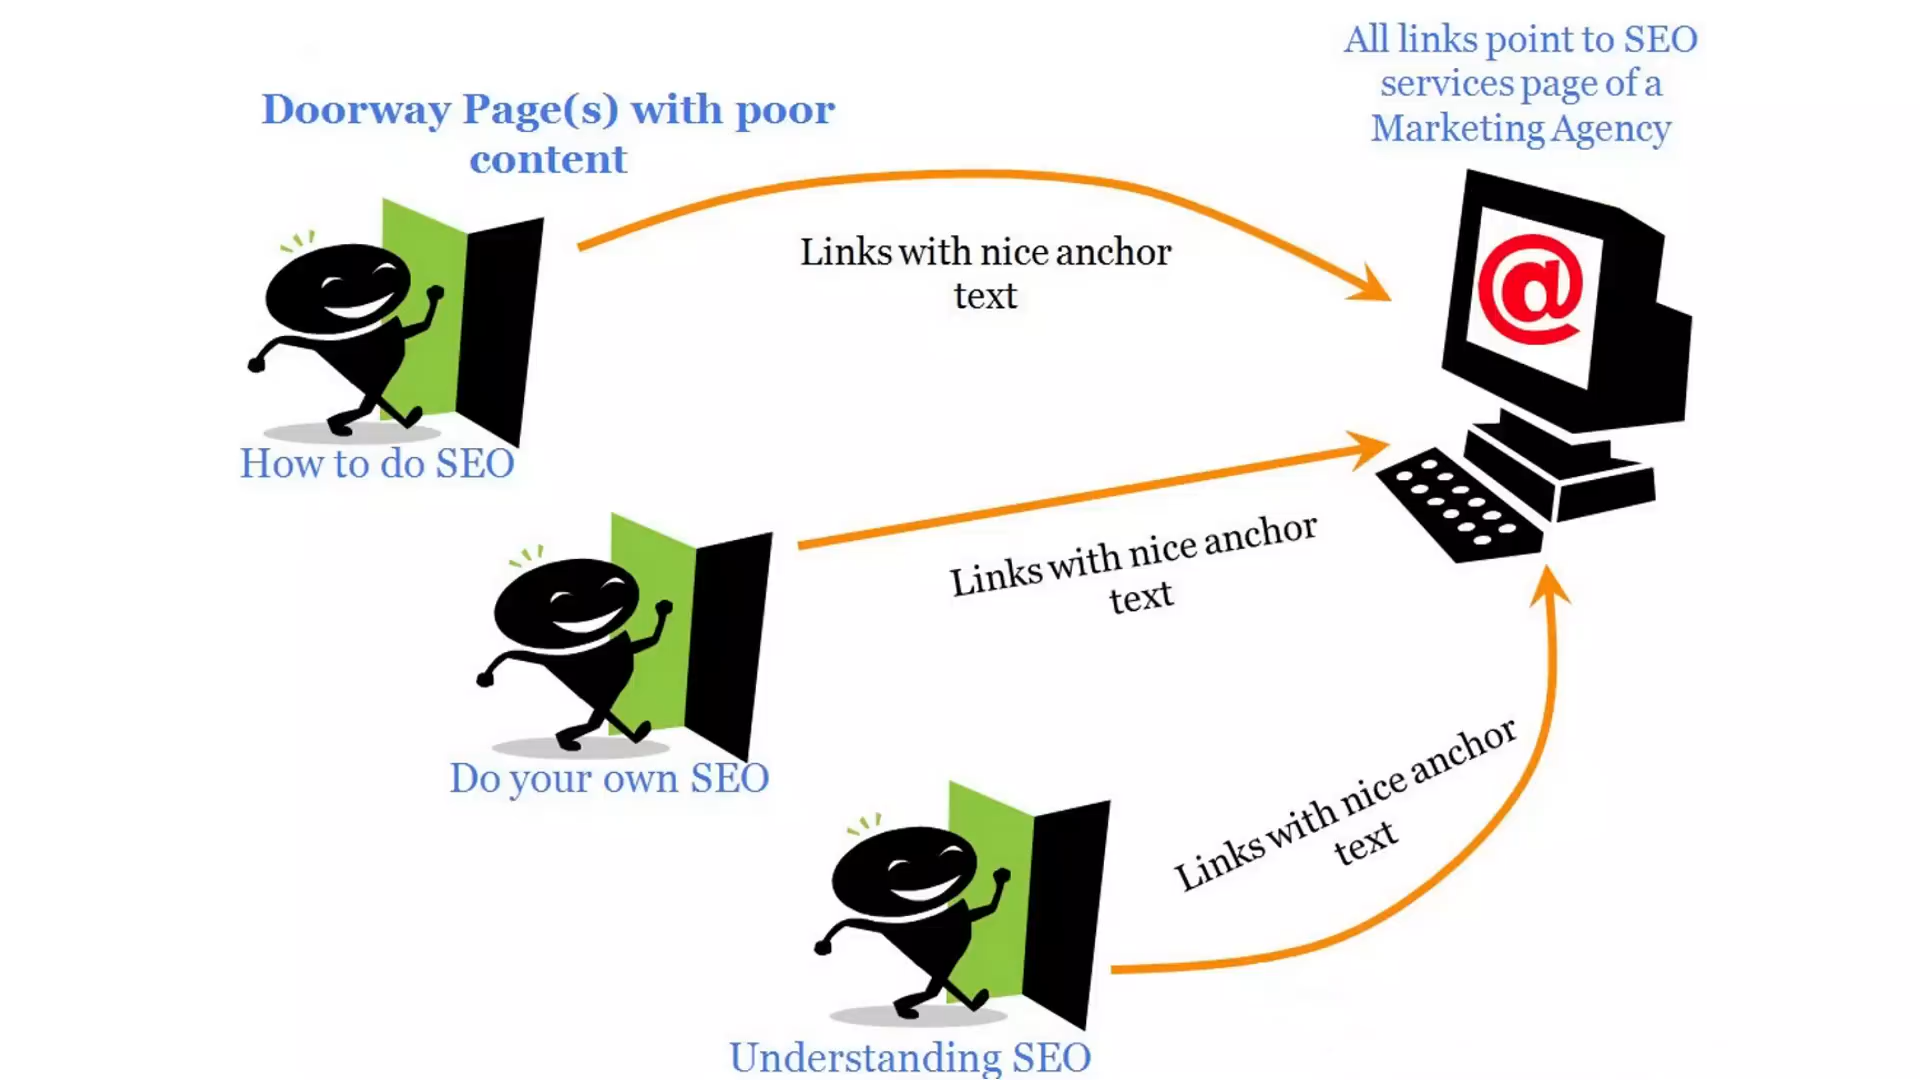 All links point to SEO
services page of a
Marketing Agency
Doorway Page(s) with poor
content
Links with nice anchor
text
@
How to do SEO
Links with nice anchor
text
Do your own SEO
Links with nice anchor
text
Understanding SEO